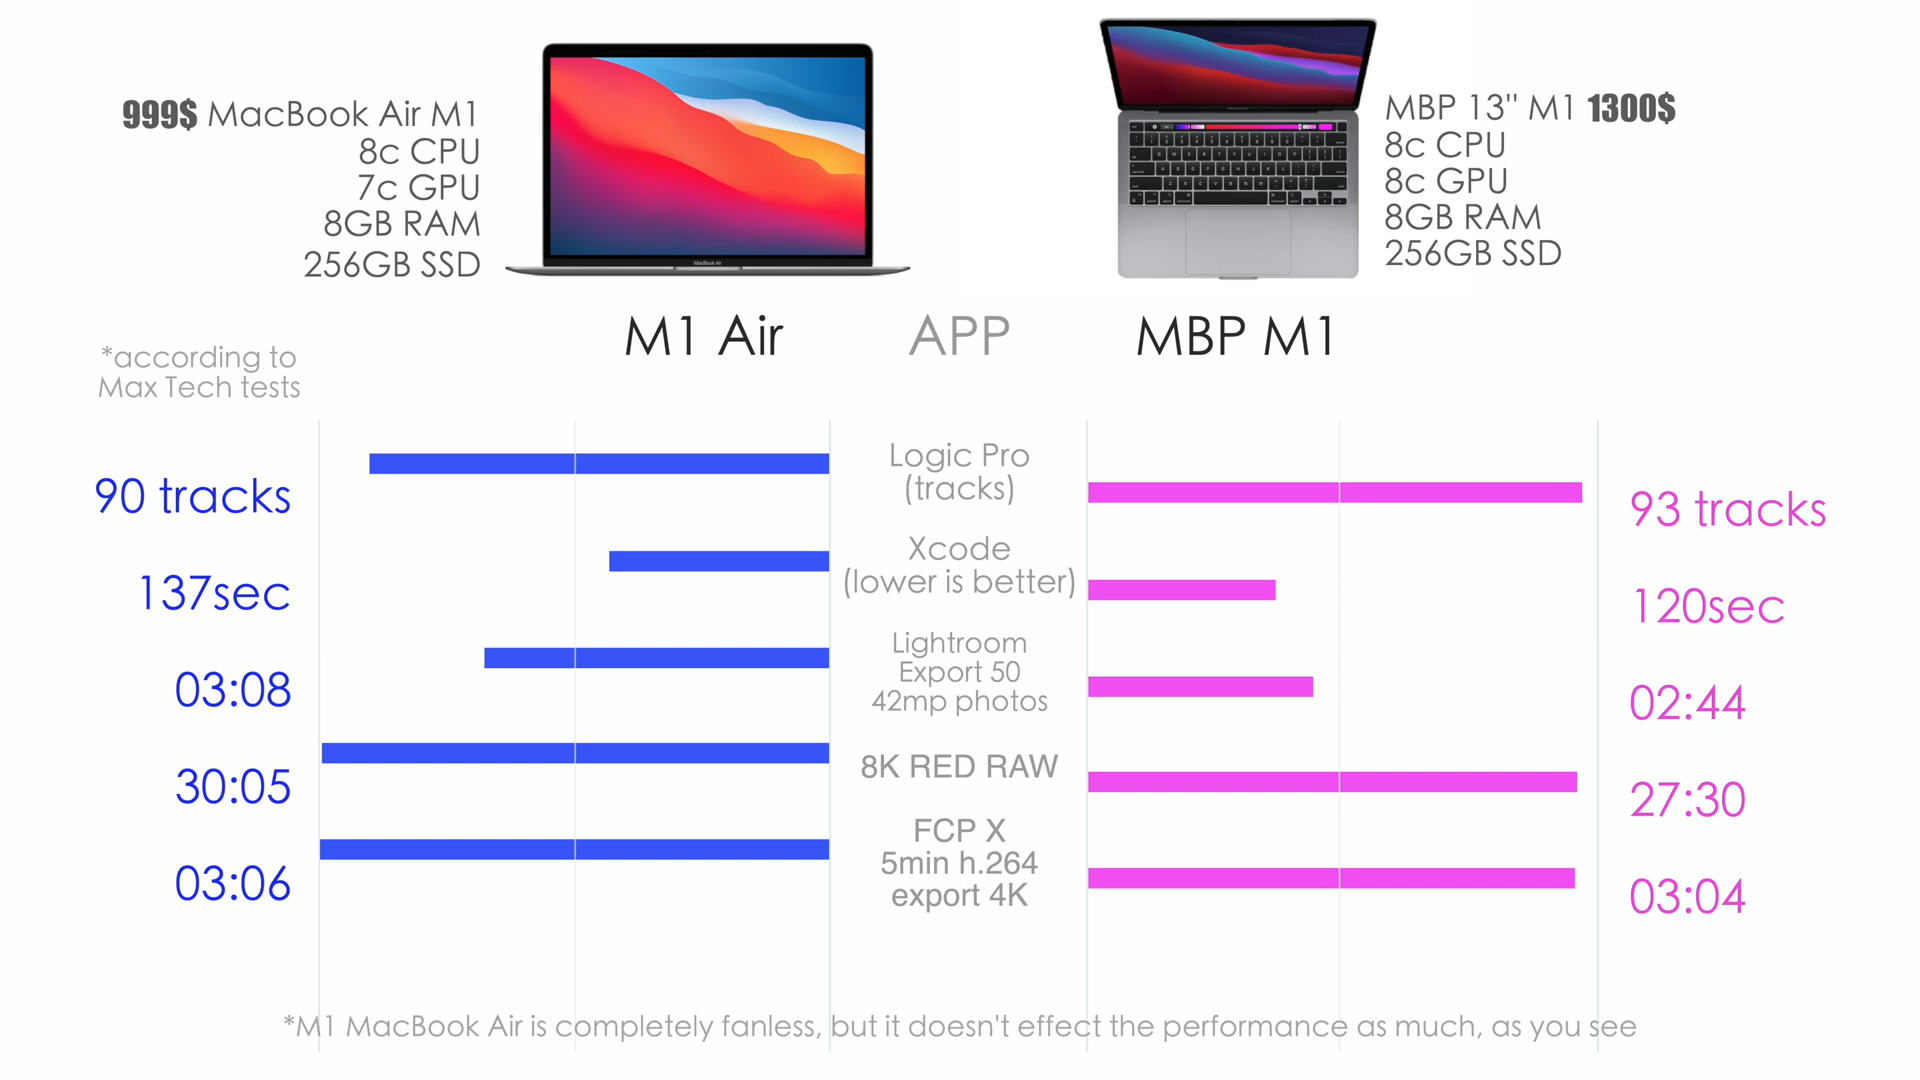 999$ MacBook Air M1
8c CPU
7c GPU
8GB RAM
256GB SSD
MacBook Air
MBP 13" M1 1300$
8c CPU
8c GPU
8GB RAM
256GB SSD
M1 Air
APP
MBP M1
*according to
Max Tech tests
90 tracks
Logic Pro
(tracks)
93 tracks
137sec
Xcode
(lower is better)
120sec
03:08
Lightroom
Export 50
42mp photos
02:44
30:05
8K RED RAW
27:30
03:06
FCP X
5min h.264
export 4K
03:04
*M1 MacBook Air is completely fanless, but it doesn't effect the performance as much, as you see